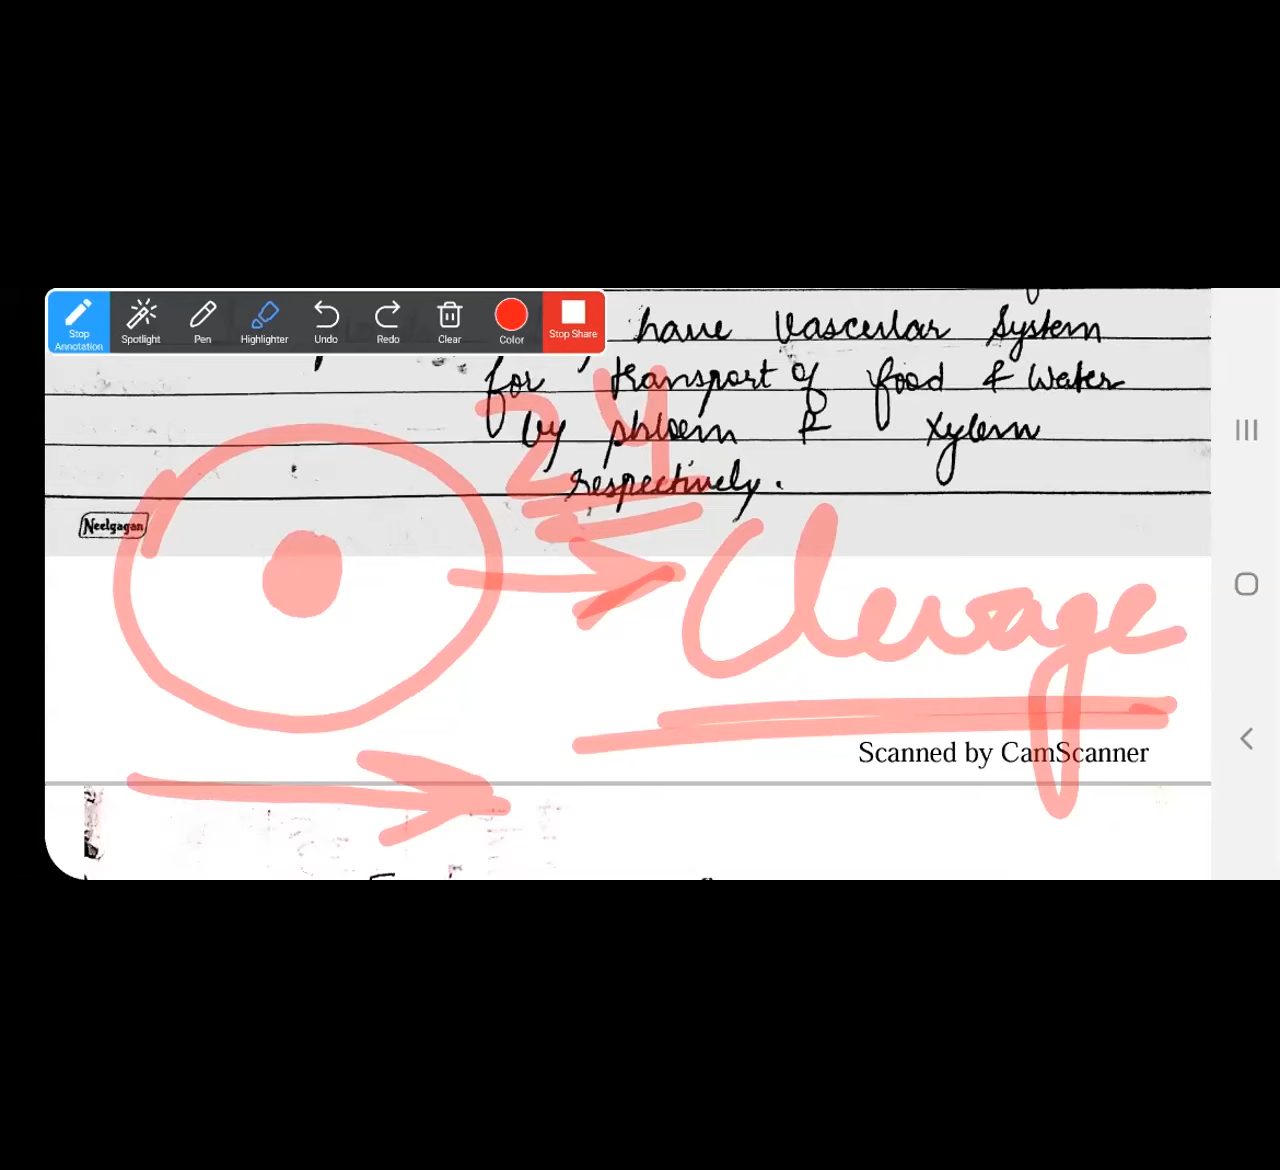 Stop Annotation Spotlight Pen Highlighter Undo Redo Clear Color Stop Share
have Vascular System
for transport of food & Water
by phloem & Xylem
respectively.
24
Neelgagan
Clevage
Scanned by CamScanner